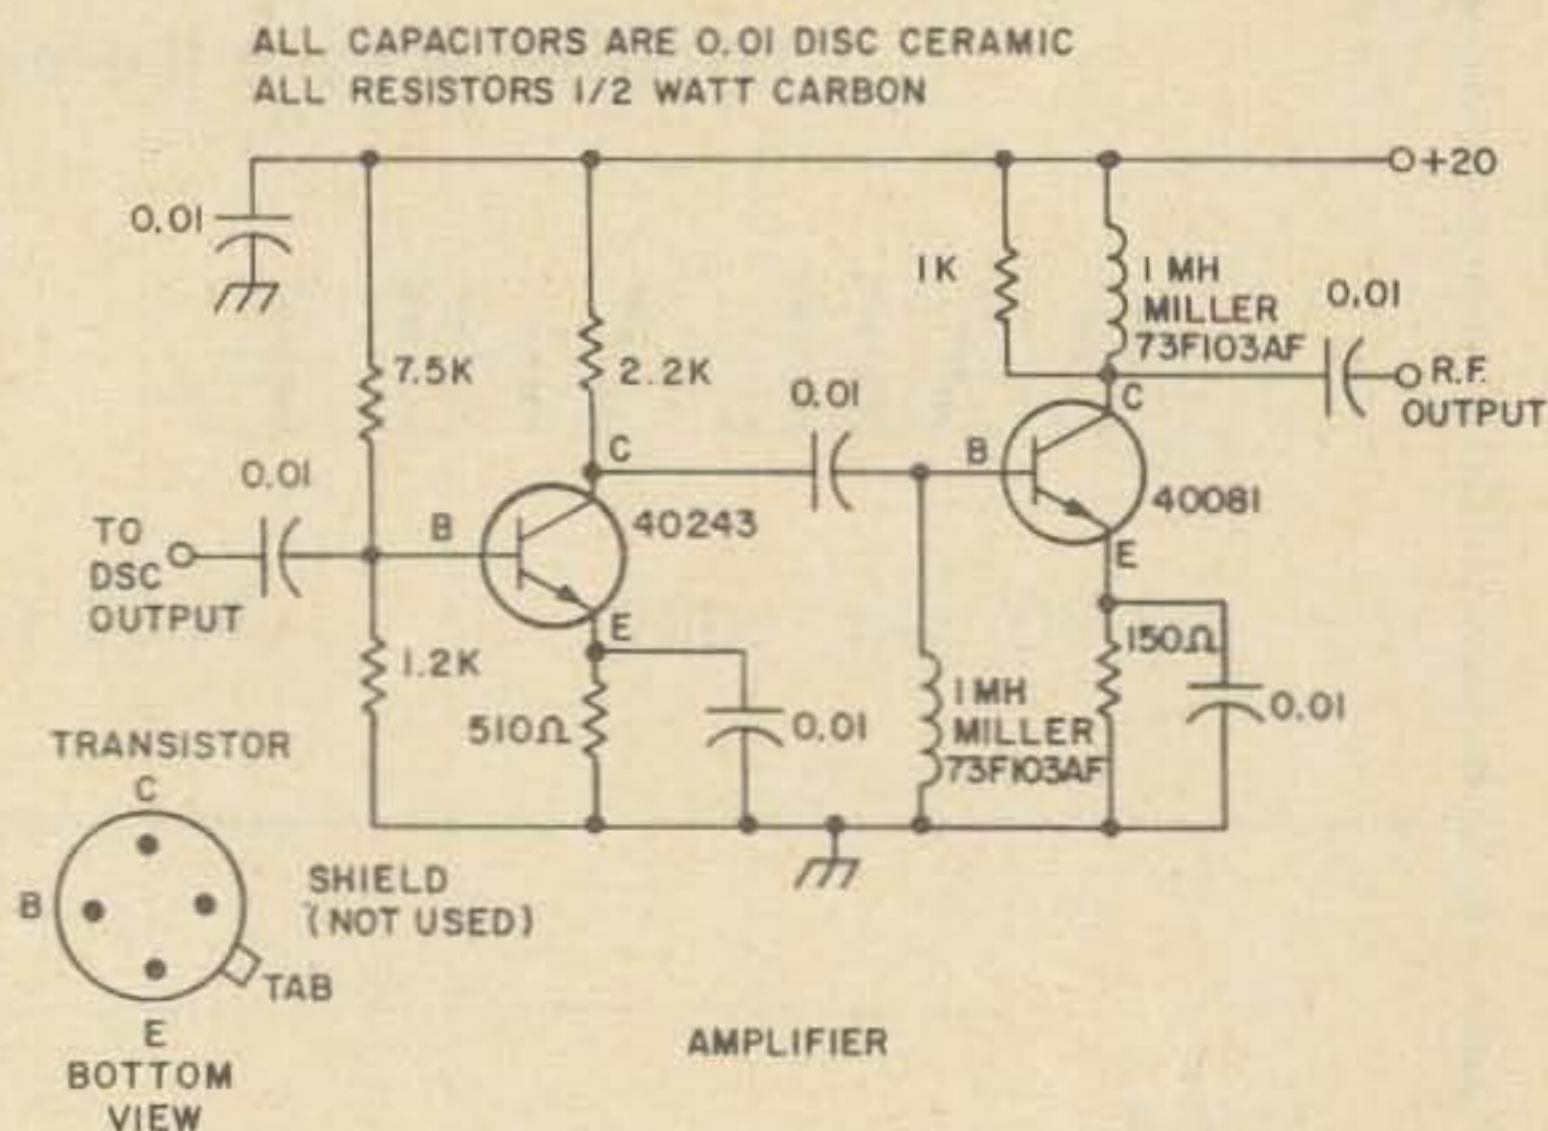 ALL CAPACITORS ARE 0.01 DISC CERAMIC
ALL RESISTORS 1/2 WATT CARBON
+20
0.01
1K
1 MH
MILLER
73F103AF
0.01
R.F.
OUTPUT
7.5K
2.2K
0.01
C
C
B
40081
E
0.01
TO
DSC
OUTPUT
B
40243
E
1.2K
510Ω
0.01
1 MH
MILLER
73F103AF
150Ω
0.01
TRANSISTOR
C
B
SHIELD
(NOT USED)
TAB
E
BOTTOM
VIEW
AMPLIFIER